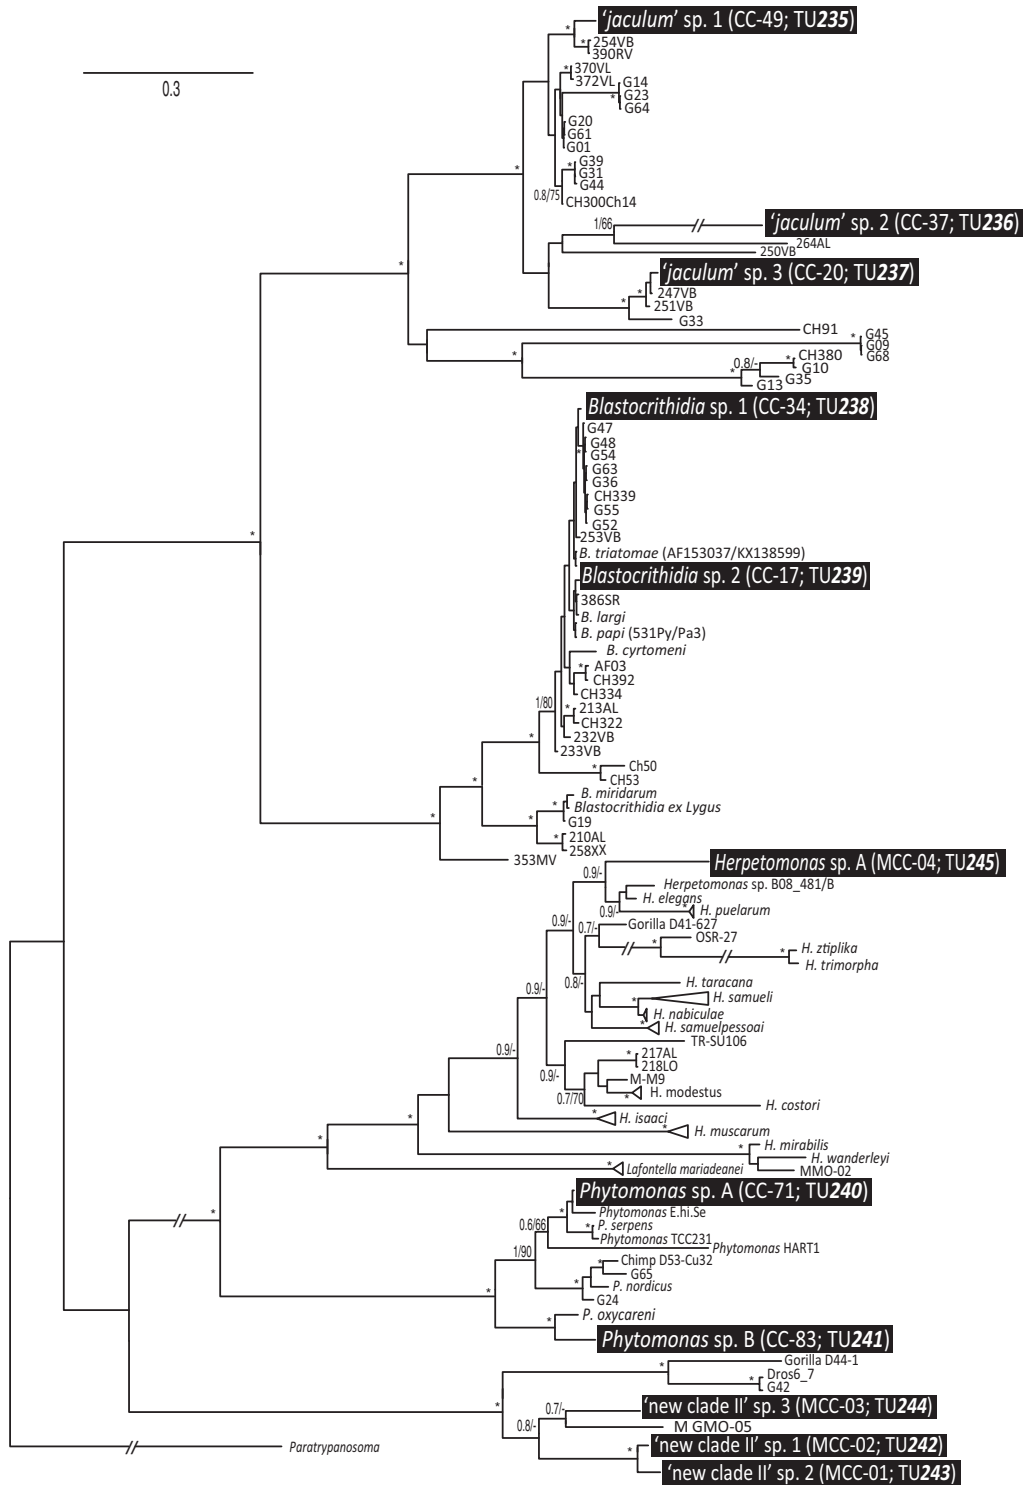 'jaculum' sp. 1 (CC-49; TU235)
*
* 254VB
390RV
0.3
* 370VL
372VL
G14
* G23
G64
G20
G61
G01
*
G39
* G31
G44
0.8/75
CH300Ch14
1/66
'jaculum' sp. 2 (CC-37; TU236)
264AL
250VB
*
'jaculum' sp. 3 (CC-20; TU237)
* 247VB
* 251VB
G33
CH91
* G45
G09
G68
0.8/-
* CH380
G10
* G35
G13
Blastocrithidia sp. 1 (CC-34; TU238)
G47
G48
* G54
G63
G36
CH339
G55
G52
253VB
*
B. triatomae (AF153037/KX138599)
Blastocrithidia sp. 2 (CC-17; TU239)
386SR
B. largi
B. papi (531Py/Pa3)
B. cyrtomeni
* AF03
CH392
CH334
1/80
* 213AL
CH322
232VB
*
233VB
* Ch50
CH53
*
B. miridarum
* Blastocrithidia ex Lygus
* G19
*
* 210AL
258XX
353MV
Herpetomonas sp. A (MCC-04; TU245)
0.9/-
Herpetomonas sp. B08_481/B
H. elegans
0.9/-
* H. puelarum
0.9/-
0.7/-
Gorilla D41-627
* OSR-27
* H. ztiplika
H. trimorpha
0.8/-
H. taracana
0.9/-
* H. samueli
H. nabiculae
* H. samuelpessoai
TR-SU106
0.9/-
* 217AL
218LO
0.9/-
M-M9
0.7/70
* H. modestus
H. costori
* H. isaaci
* H. muscarum
*
* H. mirabilis
H. wanderleyi
MMO-02
*
* Lafontella mariadeanei
Phytomonas sp. A (CC-71; TU240)
*
* Phytomonas E.hi.Se
0.6/66
* P. serpens
Phytomonas TCC231
1/90
Phytomonas HART1
* Chimp D53-Cu32
G65
* P. nordicus
G24
*
P. oxycareni
*
Phytomonas sp. B (CC-83; TU241)
Gorilla D44-1
*
* Dros6_7
G42
0.7/-
'new clade II' sp. 3 (MCC-03; TU244)
*
0.8/-
M GMO-05
'new clade II' sp. 1 (MCC-02; TU242)
Paratrypanosoma
*
'new clade II' sp. 2 (MCC-01; TU243)